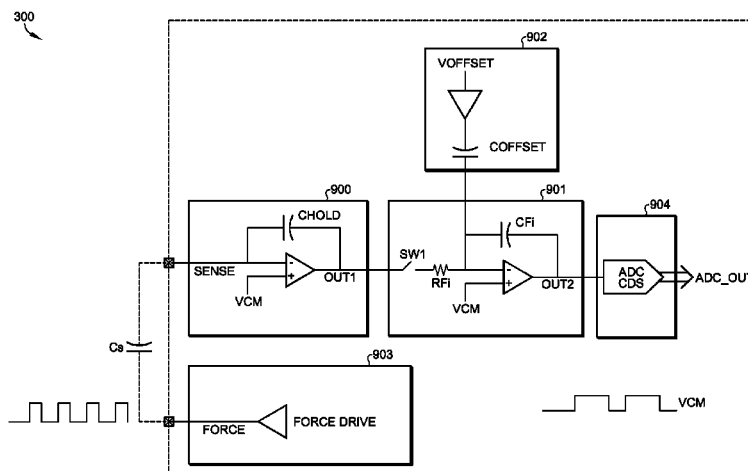 300
902
VOFFSET
COFFSET
900
CHOLD
SENSE
-
+
VCM
OUT1
901
SW1
CFi
RFi
-
+
VCM
OUT2
904
ADC
CDS
ADC_OUT
Cs
903
FORCE
FORCE DRIVE
VCM